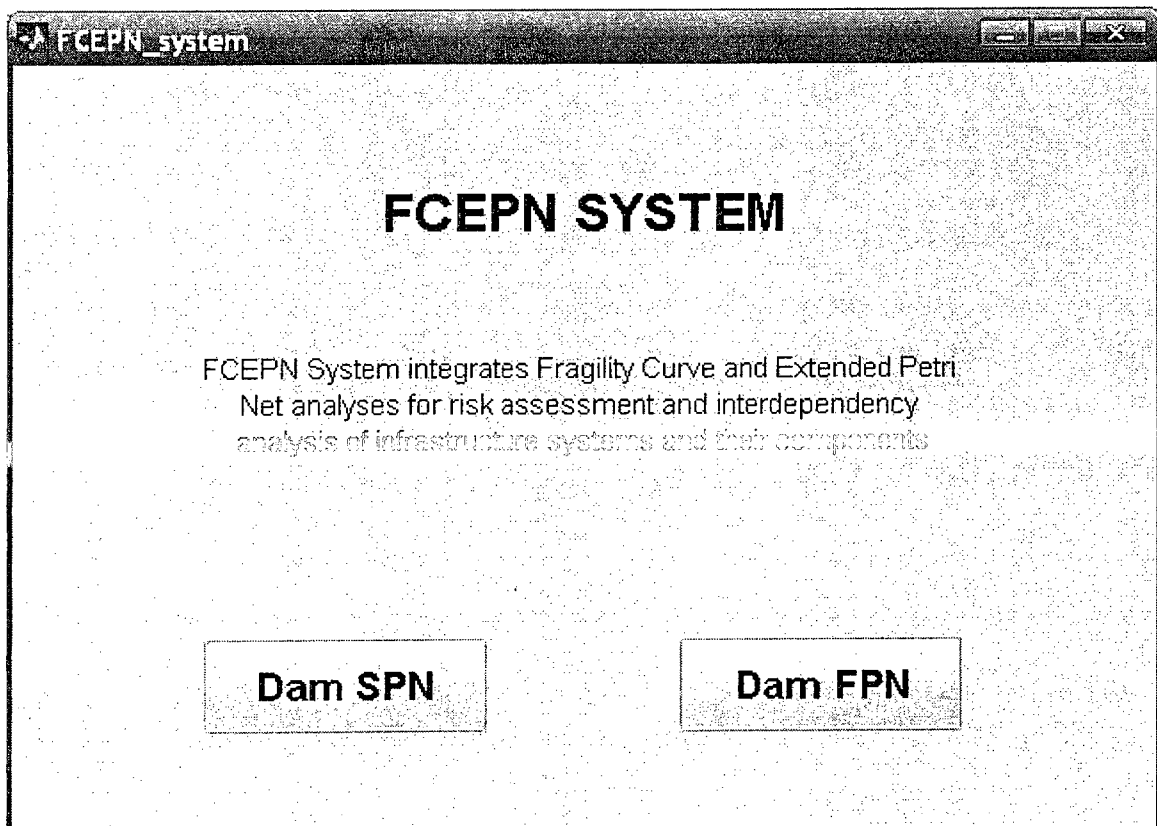 FCEPN_system
FCEPN SYSTEM
FCEPN System integrates Fragility Curve and Extended Petri
Net analyses for risk assessment and interdependency
analysis of infrastructure systems and their components
Dam SPN
Dam FPN